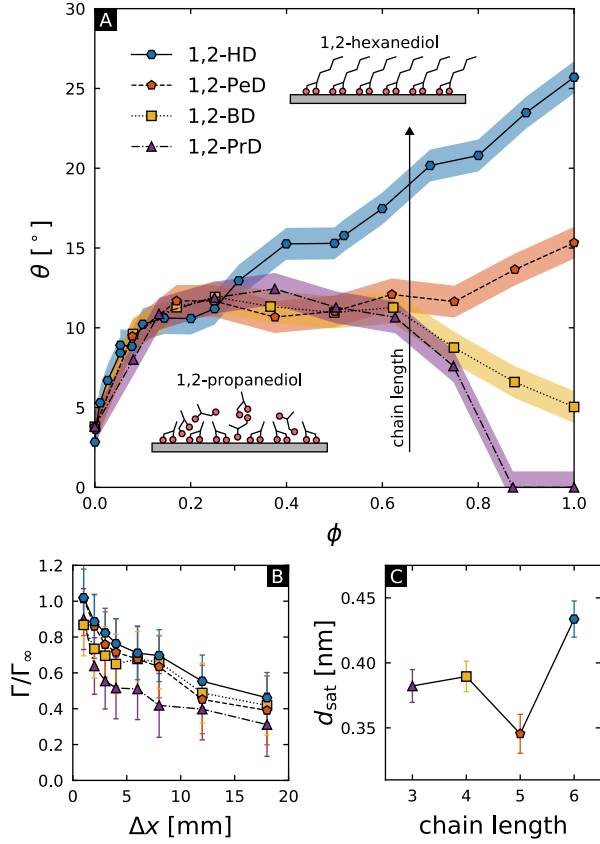 A
1,2-HD
1,2-PeD
1,2-BD
1,2-PrD
1,2-hexanediol
1,2-propanediol
chain length
θ [°]
30
25
20
15
10
5
0
0.0 0.2 0.4 0.6 0.8 1.0
ϕ
B
Γ/Γ∞
1.2
1.0
0.8
0.6
0.4
0.2
0.0
0 5 10 15 20
Δx [mm]
C
d_sat [nm]
0.45
0.40
0.35
3 4 5 6
chain length